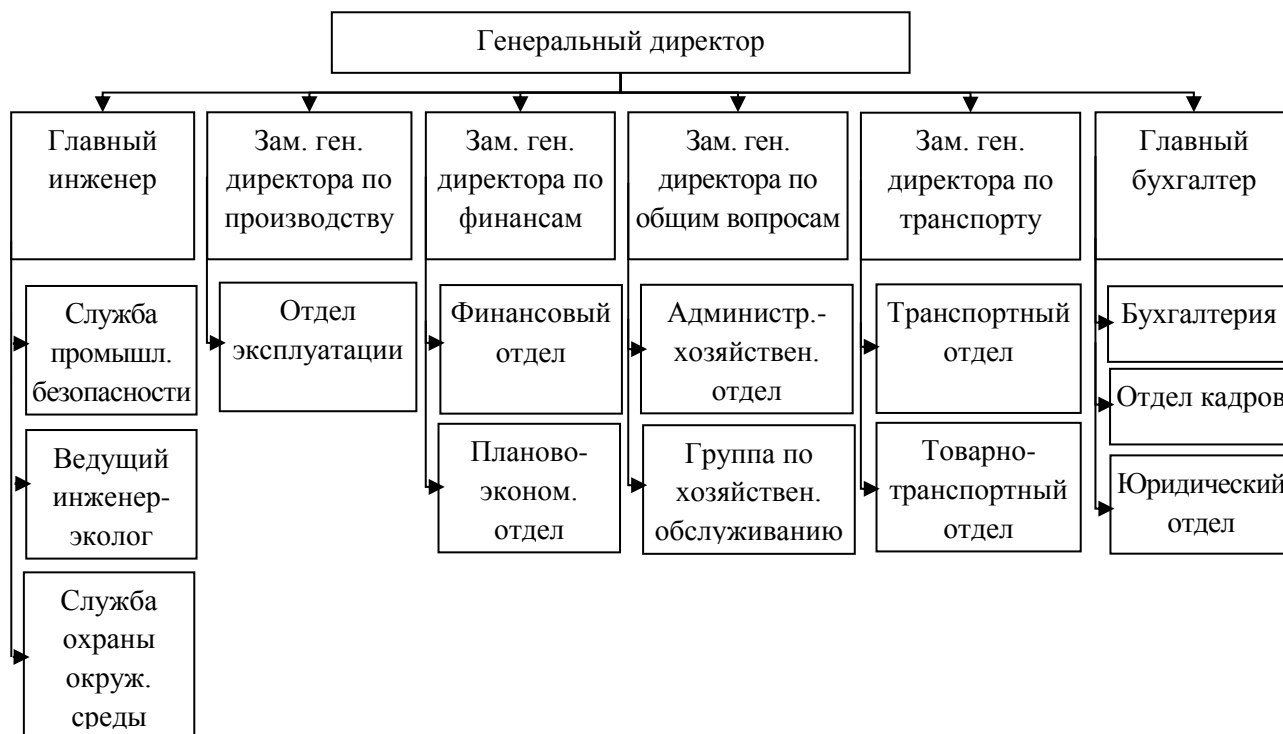 Генеральный директор
Главный
инженер
Зам. ген.
директора по
производству
Зам. ген.
директора по
финансам
Зам. ген.
директора по
общим вопросам
Зам. ген.
директора по
транспорту
Главный
бухгалтер
Служба
промышл.
безопасности
Отдел
эксплуатации
Финансовый
отдел
Администр.-
хозяйствен.
отдел
Транспортный
отдел
Бухгалтерия
Отдел кадров
Ведущий
инженер-
эколог
Планово-
эконом.
отдел
Группа по
хозяйствен.
обслуживанию
Товарно-
транспортный
отдел
Юридический
отдел
Служба
охраны
окруж.
среды